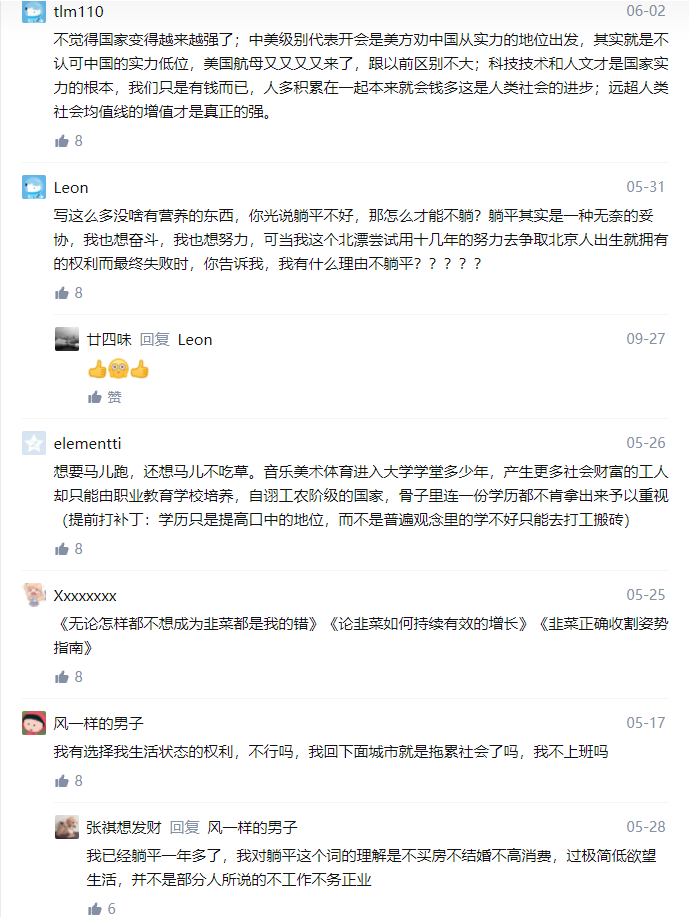 tlm110 06-02
不觉得国家变得越来越强了；中美级别代表开会是美方劝中国从实力的地位出发，其实就是不
认可中国的实力低位，美国航母又又又又来了，跟以前区别不大；科技技术和人文才是国家实
力的根本，我们只是有钱而已，人多积累在一起本来就会钱多这是人类社会的进步；远超人类
社会均值线的增值才是真正的强。
8
Leon 05-31
写这么多没啥有营养的东西，你光说躺平不好，那怎么才能不躺？躺平其实是一种无奈的妥
协，我也想奋斗，我也想努力，可当我这个北漂尝试用十几年的努力去争取北京人出生就拥有
的权利而最终失败时，你告诉我，我有什么理由不躺平？？？？？
8
廿四味 回复 Leon 09-27
赞
elementti 05-26
想要马儿跑，还想马儿不吃草。音乐美术体育进入大学学堂多少年，产生更多社会财富的工人
却只能由职业教育学校培养，自诩工农阶级的国家，骨子里连一份学历都不肯拿出来予以重视
（提前打补丁：学历只是提高口中的地位，而不是普遍观念里的学不好只能去打工搬砖）
8
Xxxxxxxx 05-25
《无论怎样都不想成为韭菜都是我的错》《论韭菜如何持续有效的增长》《韭菜正确收割姿势
指南》
8
风一样的男子 05-17
我有选择我生活状态的权利，不行吗，我回下面城市就是拖累社会了吗，我不上班吗
8
张祺想发财 回复 风一样的男子 05-28
我已经躺平一年多了，我对躺平这个词的理解是不买房不结婚不高消费，过极简低欲望
生活，并不是部分人所说的不工作不务正业
6